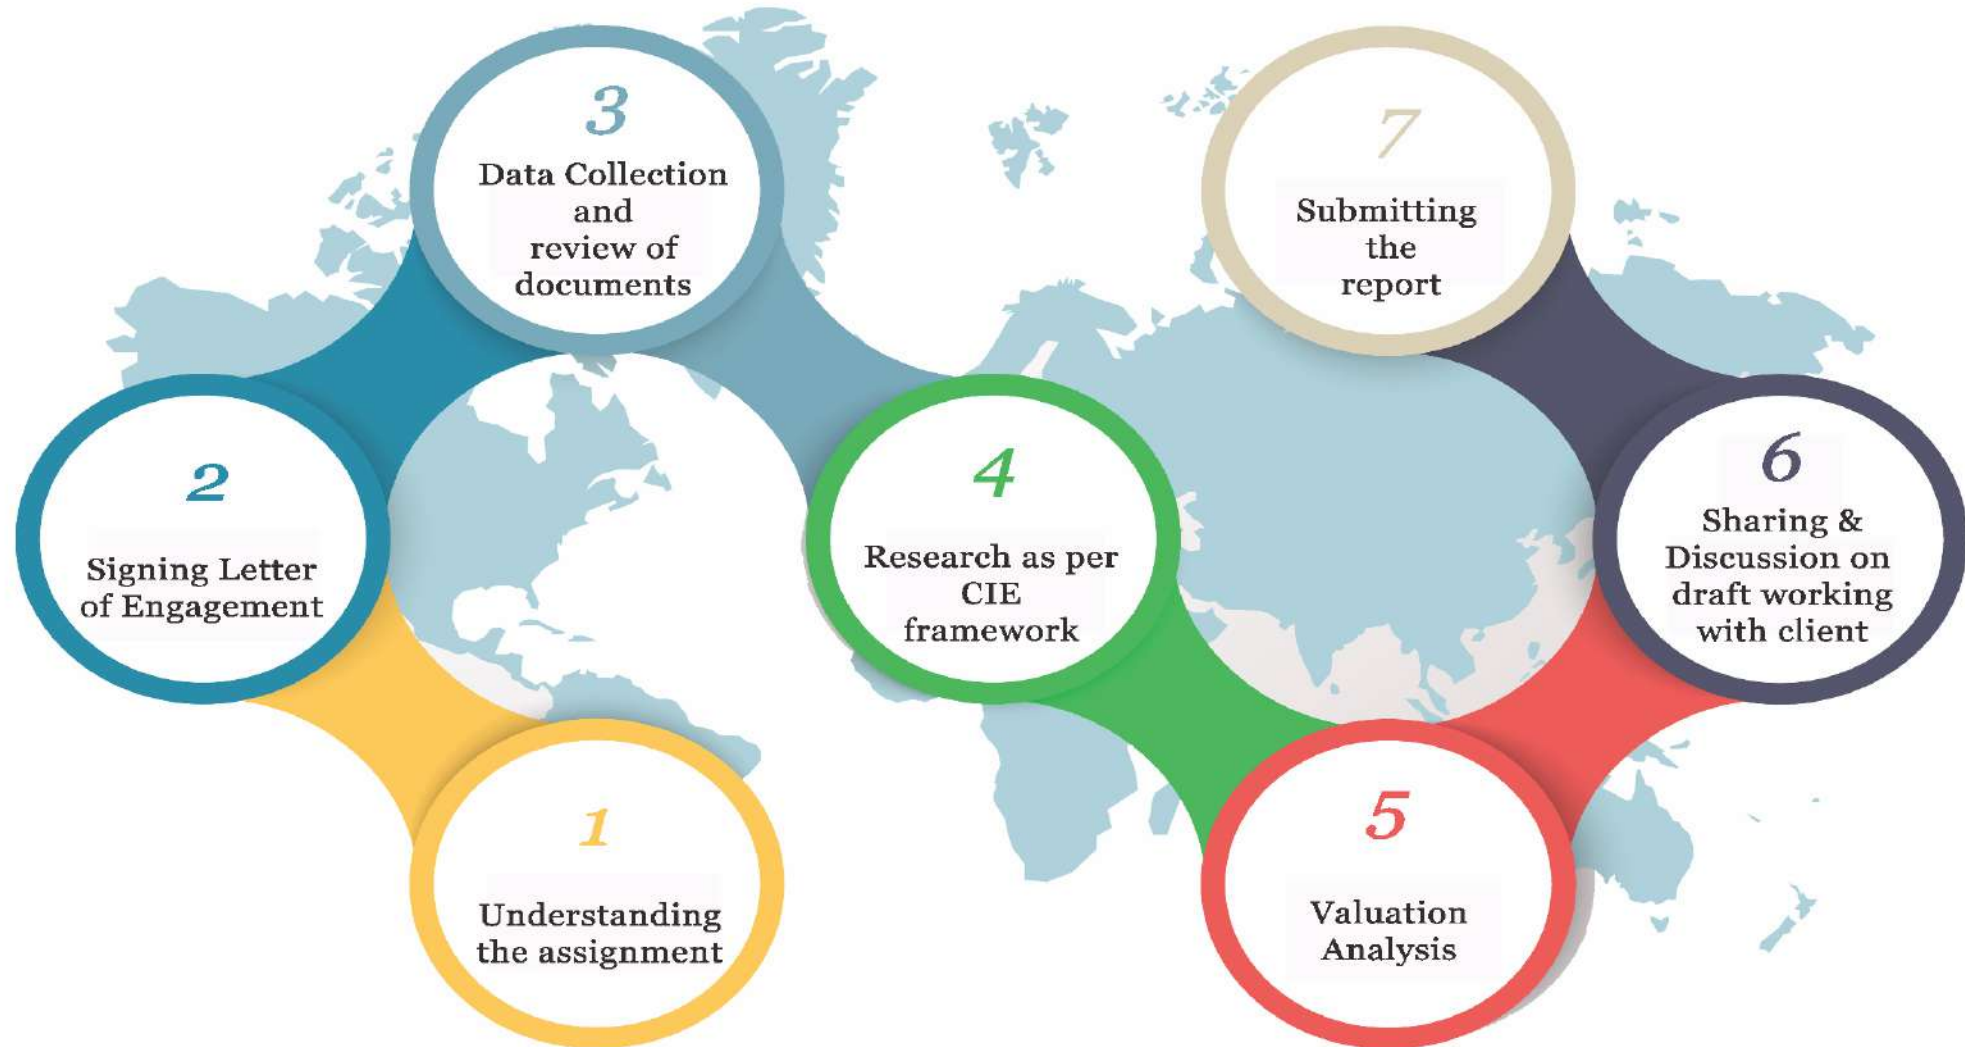 1
Understanding
the assignment
2
Signing Letter
of Engagement
3
Data Collection
and
review of
documents
4
Research as per
CIE
framework
5
Valuation
Analysis
6
Sharing &
Discussion on
draft working
with client
7
Submitting
the
report